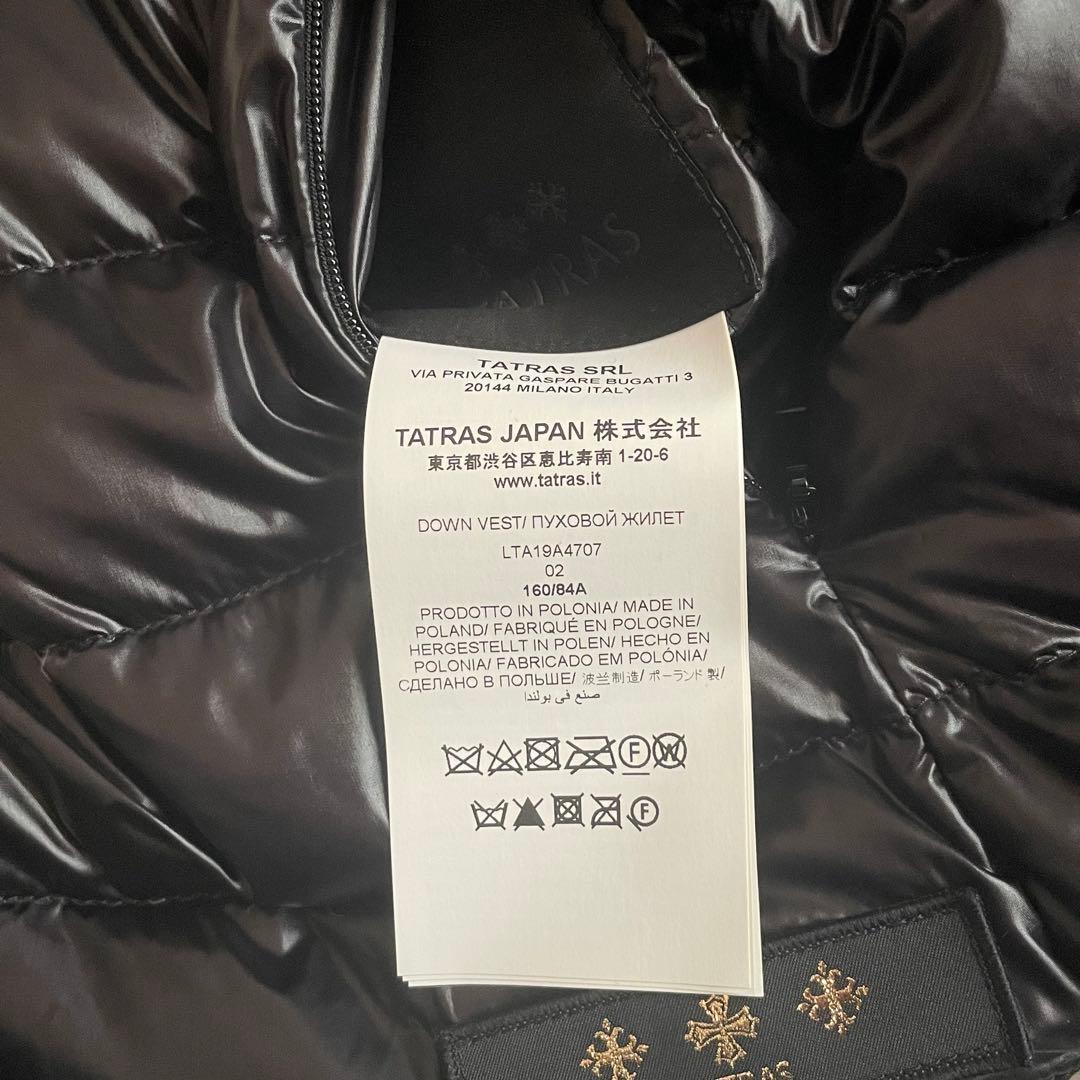 TATRAS
TATRAS SRL
VIA PRIVATA GASPARE BUGATTI 3
20144 MILANO ITALY
TATRAS JAPAN 株式会社
東京都渋谷区恵比寿南 1-20-6
www.tatras.it
DOWN VEST/ ПУХОВОЙ ЖИЛЕТ
LTA19A4707
02
160/84A
PRODOTTO IN POLONIA/ MADE IN
POLAND/ FABRIQUÉ EN POLOGNE/
HERGESTELLT IN POLEN/ HECHO EN
POLONIA/ FABRICADO EM POLÓNIA/
СДЕЛАНО В ПОЛЬШЕ/ 波兰制造/ ポーランド 製/
صنع في بولندا
F W
F